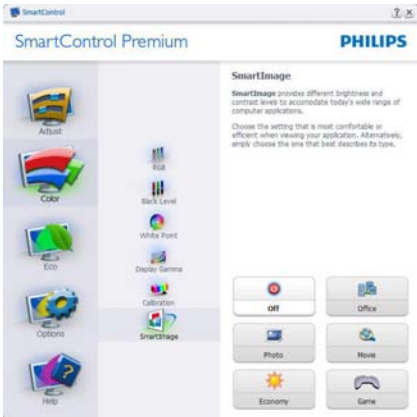 SmartControl
SmartControl Premium
PHILIPS
Adjust
Color
Eco
Options
Help
RGB
Black Level
White Point
Display Gamma
Calibration
SmartImage
SmartImage
SmartImage provides different brightness and
contrast levels to accomodate today's wide range of
computer applications.
Choose the setting that is most comfortable or
efficient when viewing your application. Alternatively,
simply choose the one that best describes its type.
Off
Office
Photo
Movie
Economy
Game